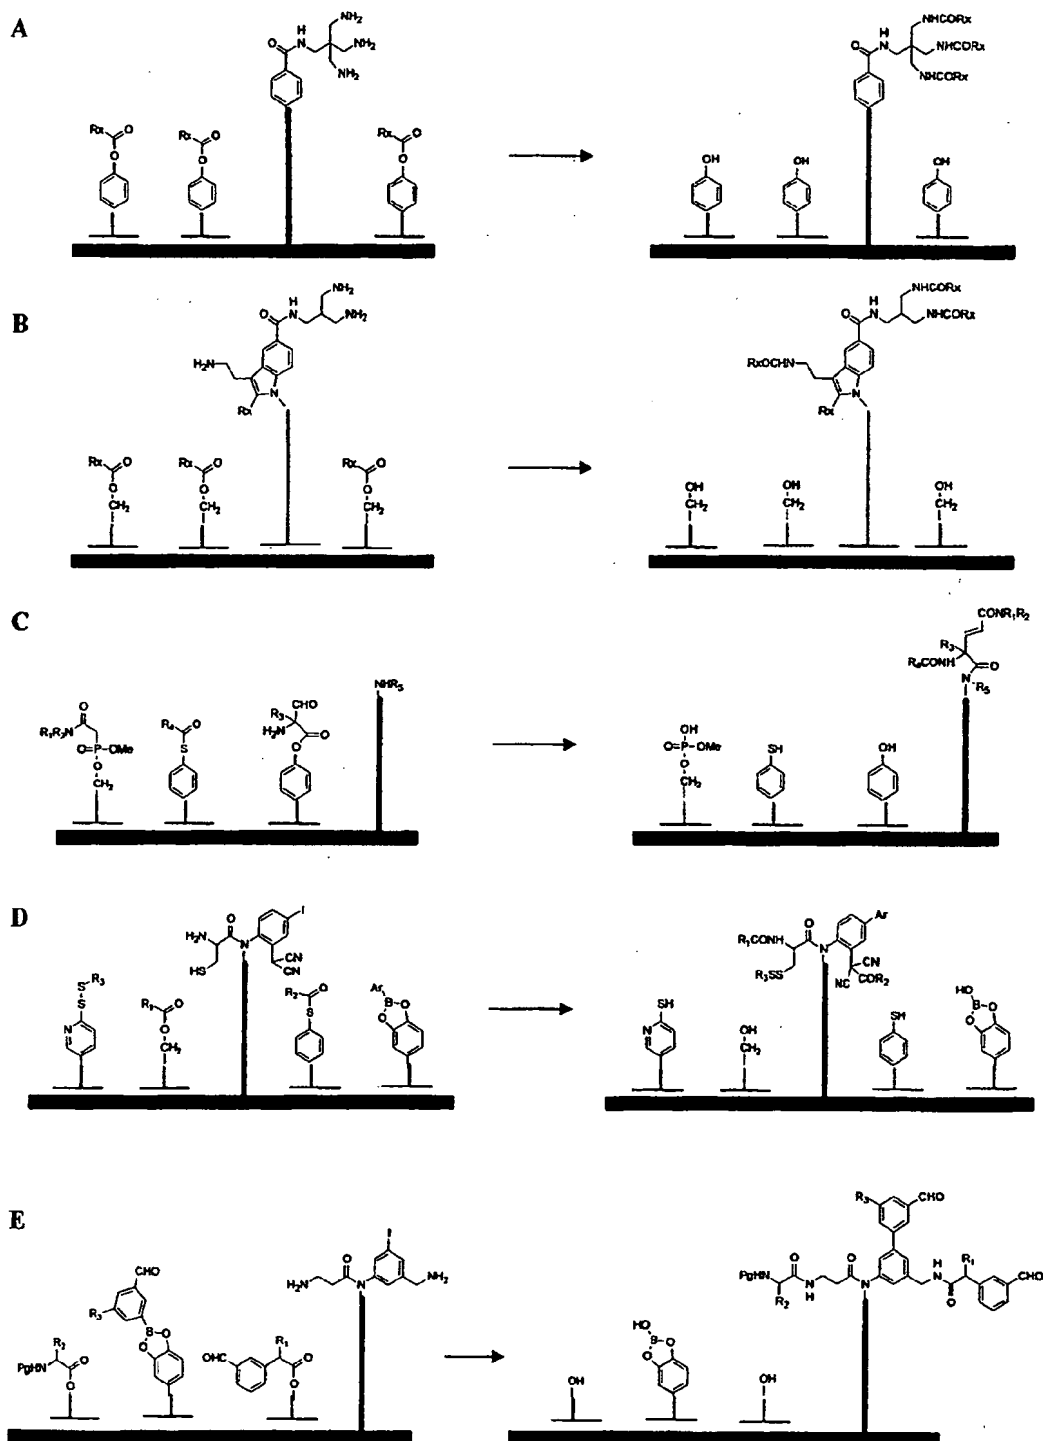 A
NH₂
NH₂
NH₂
H
N
O
Rx
O
O
Rx
O
O
Rx
O
O
NHCORx
NHCORx
NHCORx
H
N
O
OH
OH
OH
B
NH₂
NH₂
H
N
O
H₂N
N
Rx
Rx
O
O
CH₂
Rx
O
O
CH₂
Rx
O
O
CH₂
NHCORx
NHCORx
H
N
O
RxOCHN
N
Rx
OH
CH₂
OH
CH₂
OH
CH₂
C
O
R₁R₂N
O=P-OMe
O
CH₂
R₄
O
S
R₃
CHO
H₂N
O
O
NHR₅
OH
O=P-OMe
O
CH₂
SH
OH
CONR₁R₂
R₃
R₄CONH
O
N
R₅
D
H₂N
O
N
I
HS
CN
CN
R₃
S
S
N
R₁
O
O
CH₂
R₂
O
S
Ar
B
O
O
Ar
R₁CONH
O
N
R₃SS
CN
NC
COR₂
SH
N
OH
CH₂
SH
HO
B
O
O
E
I
H₂N
O
N
NH₂
CHO
R₃
B
O
O
R₂
PgHN
O
O
R₁
CHO
O
O
R₃
CHO
PgHN
O
R₂
N
H
O
N
H
N
O
R₁
CHO
OH
HO
B
O
O
OH